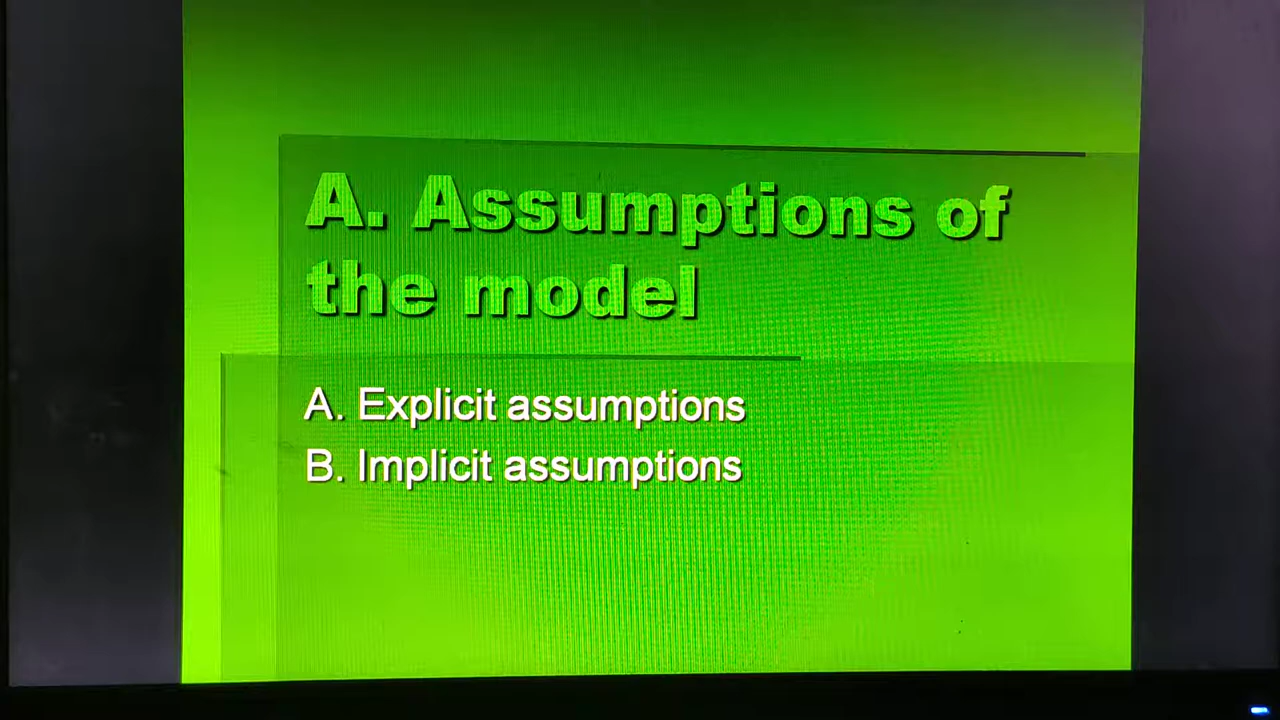 A. Assumptions of
the model
A. Explicit assumptions
B. Implicit assumptions